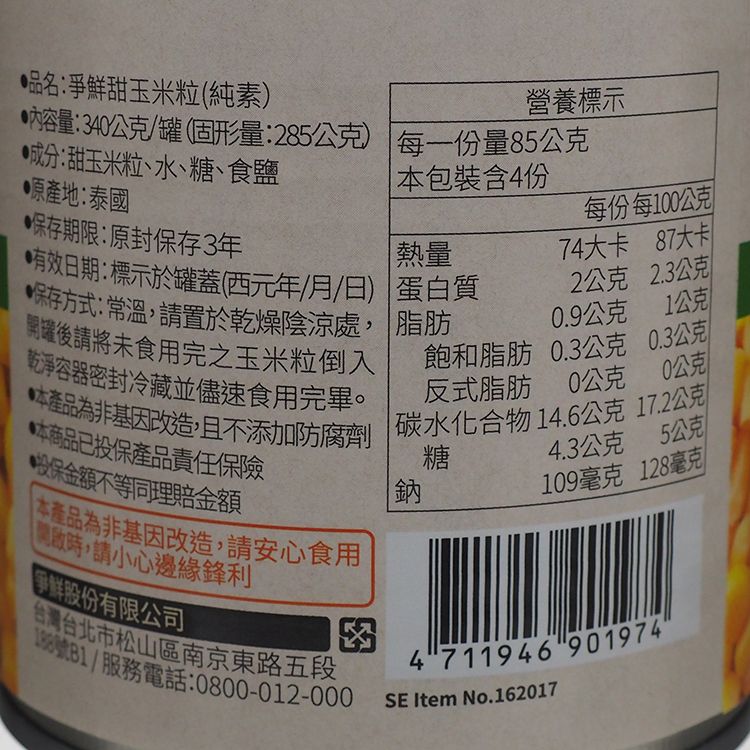 •品名:爭鮮甜玉米粒(純素)
•內容量:340公克/罐(固形量:285公克)
•成分:甜玉米粒、水、糖、食鹽
•原產地:泰國
•保存期限:原封保存3年
•有效日期:標示於罐蓋(西元年/月/日)
•保存方式:常溫,請置於乾燥陰涼處,
開罐後請將未食用完之玉米粒倒入
乾淨容器密封冷藏並儘速食用完畢。
•本產品為非基因改造,且不添加防腐劑
•本商品已投保產品責任保險
•投保金額不等同理賠金額
本產品為非基因改造,請安心食用
開啟時,請小心邊緣鋒利
爭鮮股份有限公司
台灣台北市松山區南京東路五段
188號B1/服務電話:0800-012-000
營養標示
每一份量85公克
本包裝含4份
每份 每100公克
熱量 74大卡 87大卡
蛋白質 2公克 2.3公克
脂肪 0.9公克 1公克
飽和脂肪 0.3公克 0.3公克
反式脂肪 0公克 0公克
碳水化合物 14.6公克 17.2公克
糖 4.3公克 5公克
鈉 109毫克 128毫克
4 711946 901974
SE Item No.162017